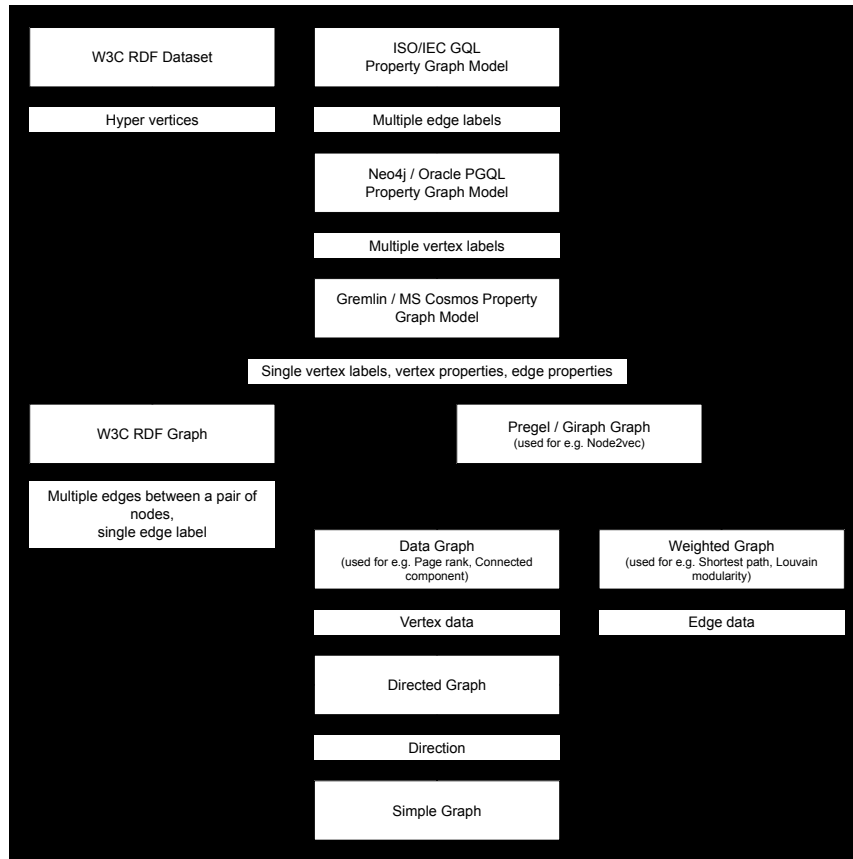 W3C RDF Dataset
ISO/IEC GQL
Property Graph Model
Hyper vertices
Multiple edge labels
Neo4j / Oracle PGQL
Property Graph Model
Multiple vertex labels
Gremlin / MS Cosmos Property
Graph Model
Single vertex labels, vertex properties, edge properties
W3C RDF Graph
Pregel / Giraph Graph
(used for e.g. Node2vec)
Multiple edges between a pair of
nodes,
single edge label
Data Graph
(used for e.g. Page rank, Connected
component)
Weighted Graph
(used for e.g. Shortest path, Louvain
modularity)
Vertex data
Edge data
Directed Graph
Direction
Simple Graph